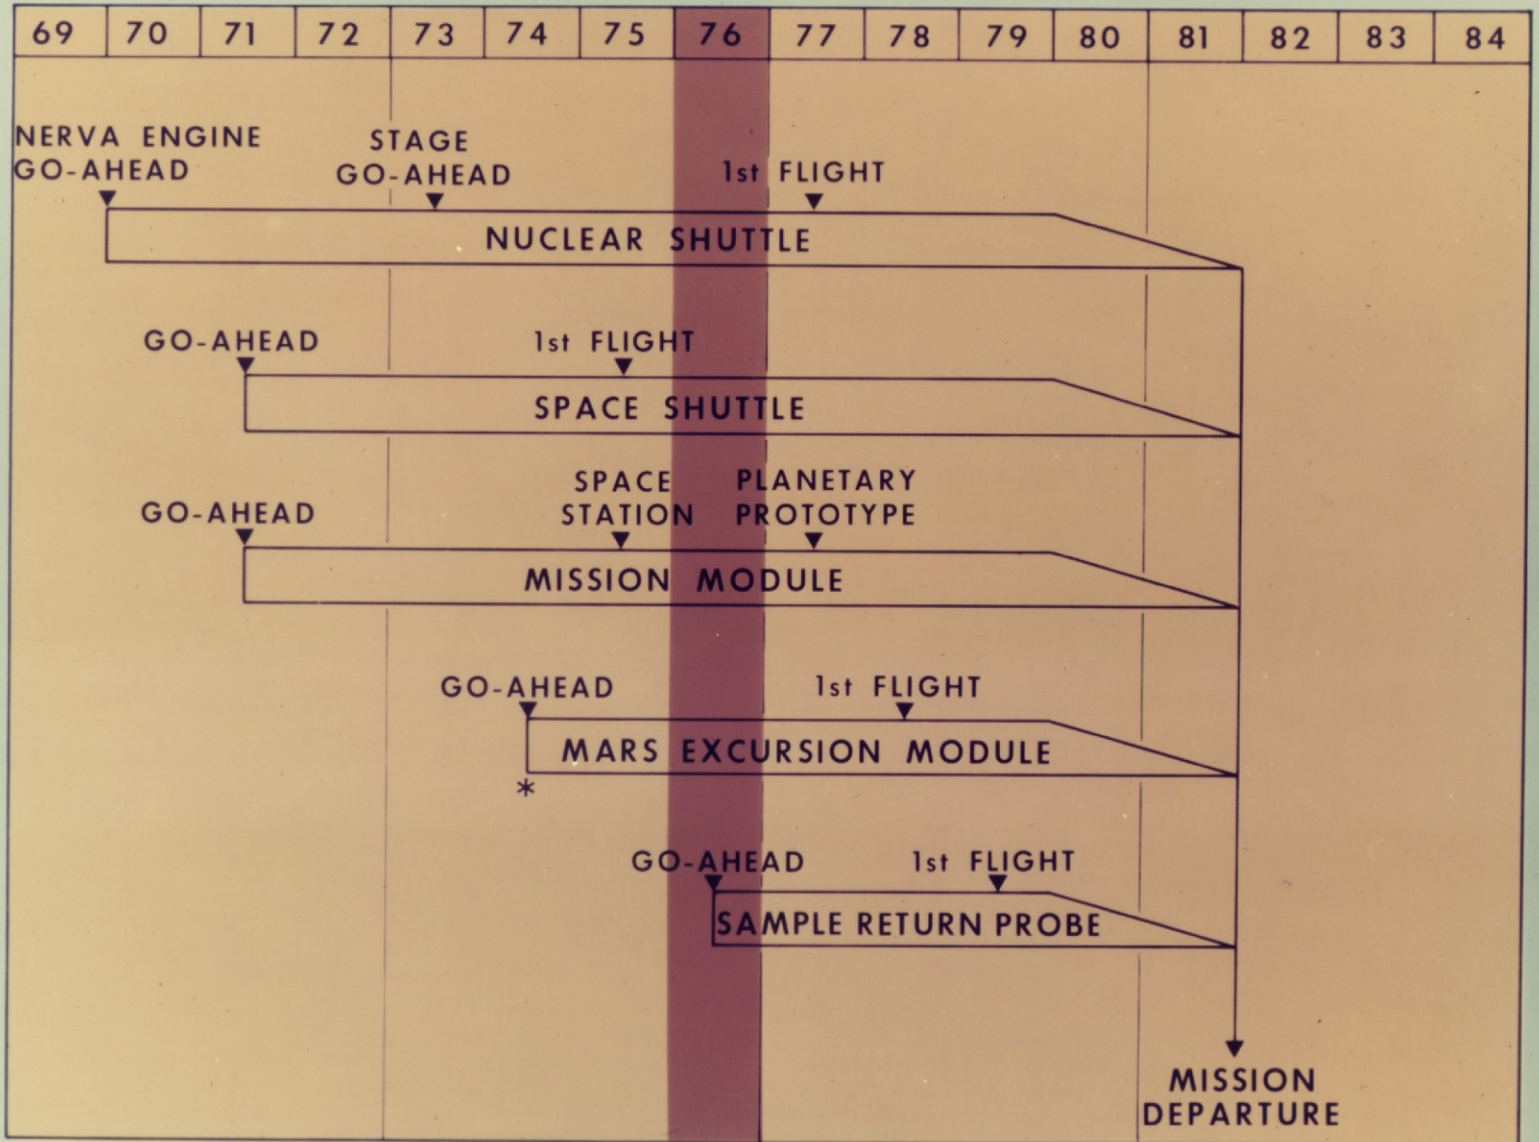 69 70 71 72 73 74 75 76 77 78 79 80 81 82 83 84
NERVA ENGINE
GO-AHEAD
STAGE
GO-AHEAD
1st FLIGHT
NUCLEAR SHUTTLE
GO-AHEAD
1st FLIGHT
SPACE SHUTTLE
GO-AHEAD
SPACE
STATION
PLANETARY
PROTOTYPE
MISSION MODULE
GO-AHEAD
1st FLIGHT
MARS EXCURSION MODULE
*
GO-AHEAD
1st FLIGHT
SAMPLE RETURN PROBE
MISSION
DEPARTURE